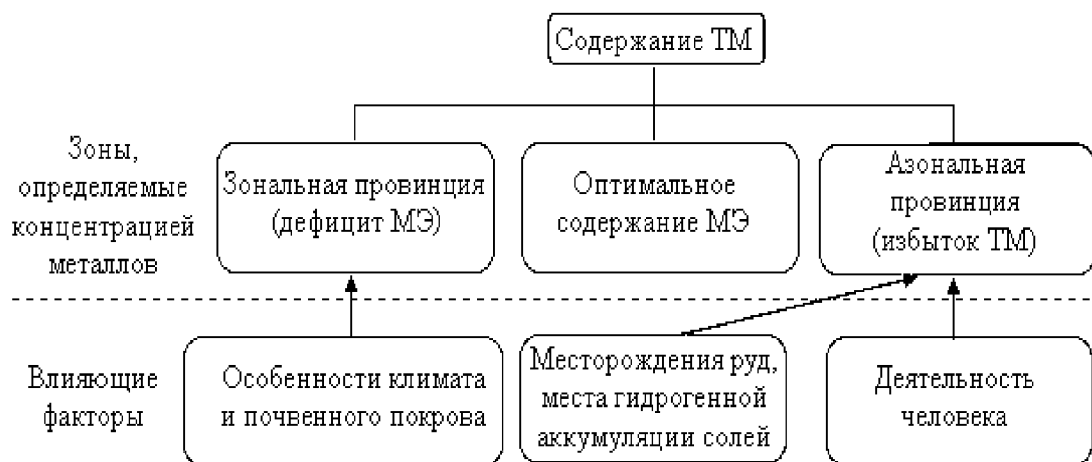 Содержание ТМ
Зоны,
определяемые
концентрацией
металлов
Зональная провинция
(дефицит МЭ)
Оптимальное
содержание МЭ
Азональная
провинция
(избыток ТМ)
Влияющие
факторы
Особенности климата
и почвенного покрова
Месторождения руд,
места гидрогенной
аккумуляции солей
Деятельность
человека